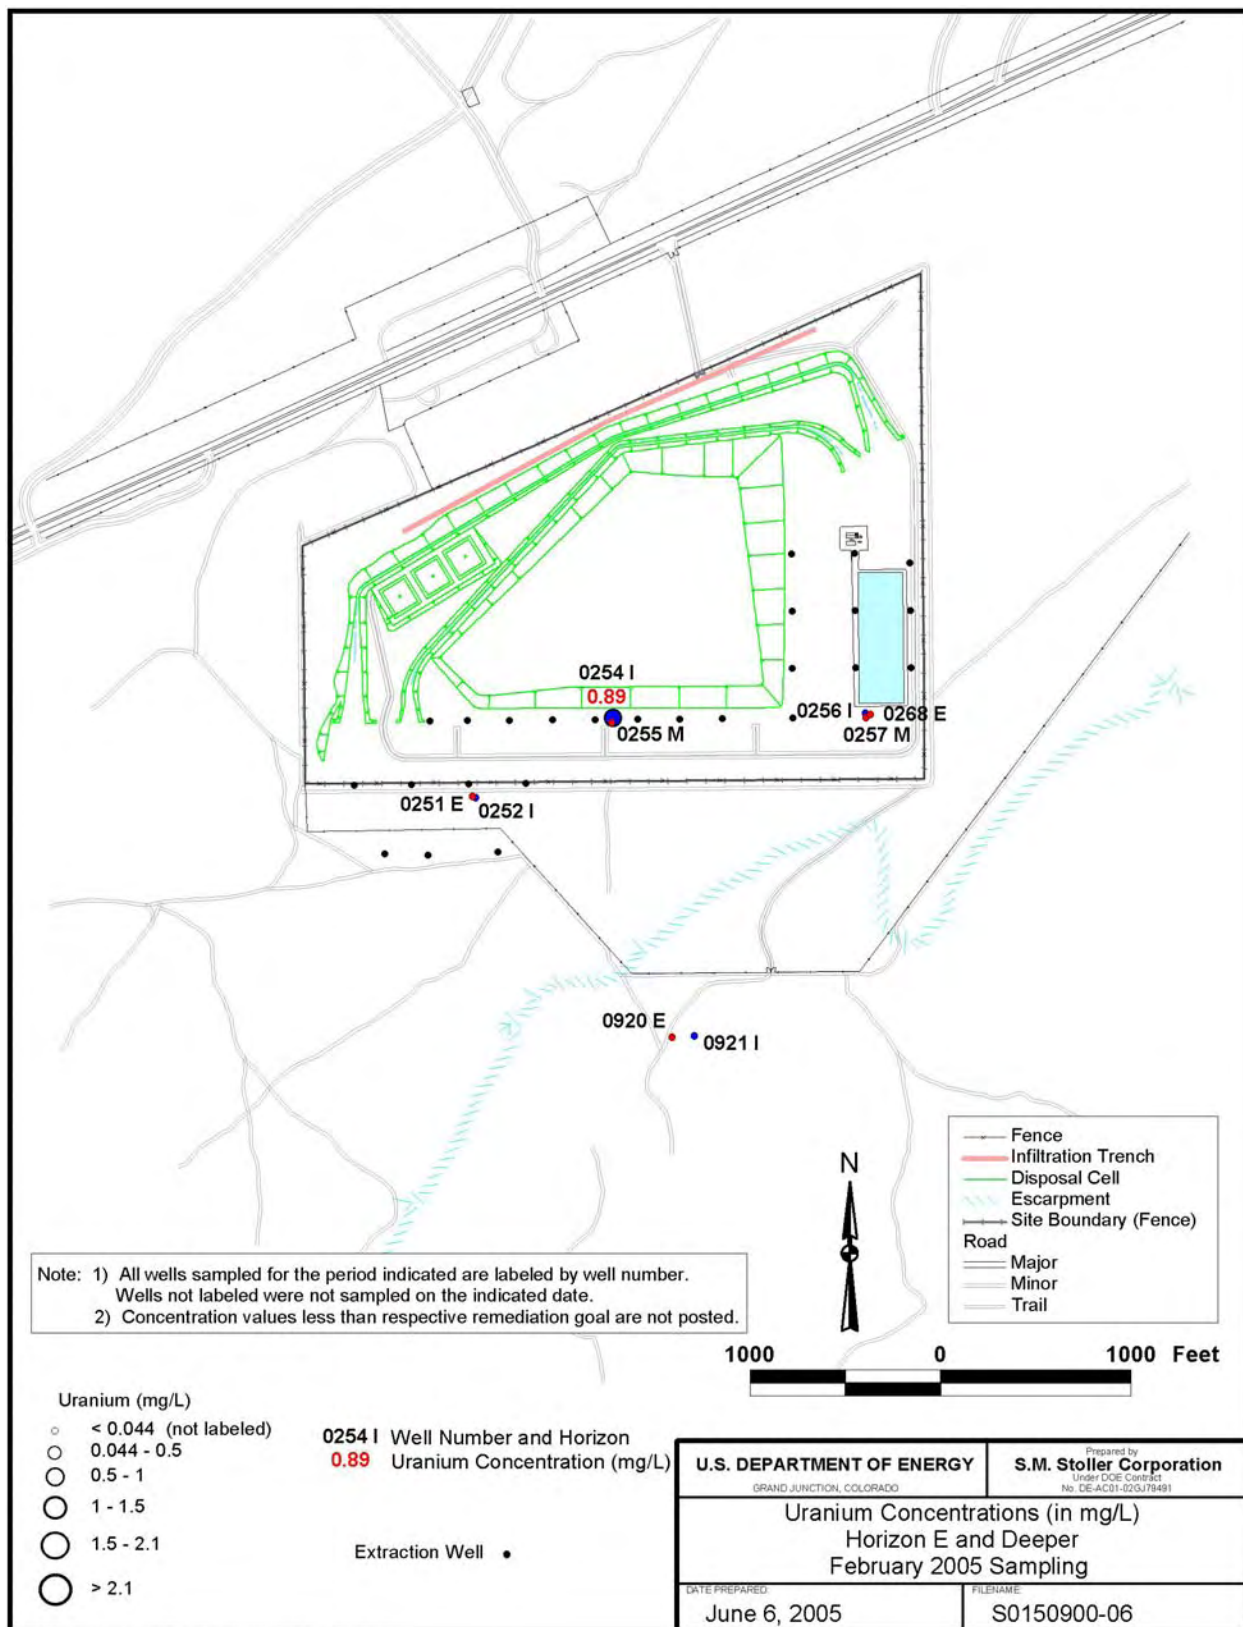 0254 I
0.89
0255 M
0256 I
0268 E
0257 M
0251 E
0252 I
0920 E
0921 I
N
Fence
Infiltration Trench
Disposal Cell
Escarpment
Site Boundary (Fence)
Road
Major
Minor
Trail
Note: 1) All wells sampled for the period indicated are labeled by well number.
Wells not labeled were not sampled on the indicated date.
2) Concentration values less than respective remediation goal are not posted.
1000 0 1000 Feet
Uranium (mg/L)
< 0.044 (not labeled)
0.044 - 0.5
0.5 - 1
1 - 1.5
1.5 - 2.1
> 2.1
0254 I Well Number and Horizon
0.89 Uranium Concentration (mg/L)
Extraction Well
U.S. DEPARTMENT OF ENERGY
GRAND JUNCTION, COLORADO
Prepared by
S.M. Stoller Corporation
Under DOE Contract
No. DE-AC01-02GJ79491
Uranium Concentrations (in mg/L)
Horizon E and Deeper
February 2005 Sampling
DATE PREPARED:
June 6, 2005
FILENAME:
S0150900-06